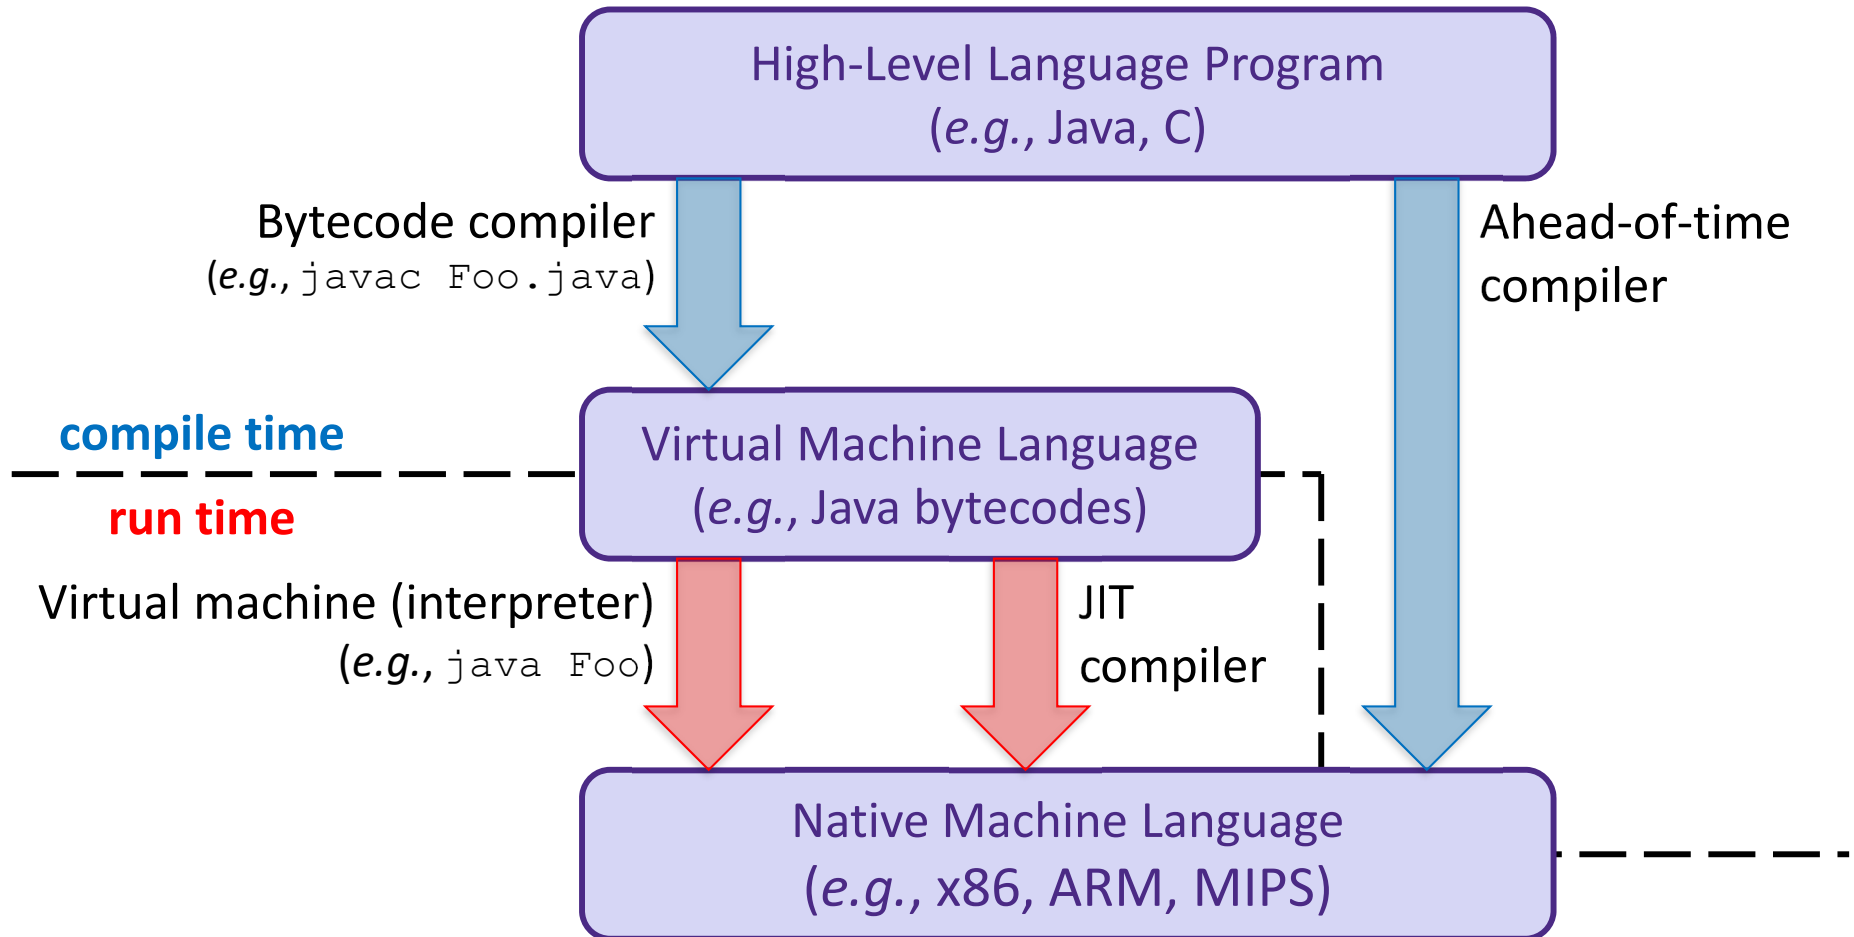 High-Level Language Program
(e.g., Java, C)
Bytecode compiler
(e.g., javac Foo.java)
Ahead-of-time
compiler
compile time
Virtual Machine Language
(e.g., Java bytecodes)
run time
Virtual machine (interpreter)
(e.g., java Foo)
JIT
compiler
Native Machine Language
(e.g., x86, ARM, MIPS)